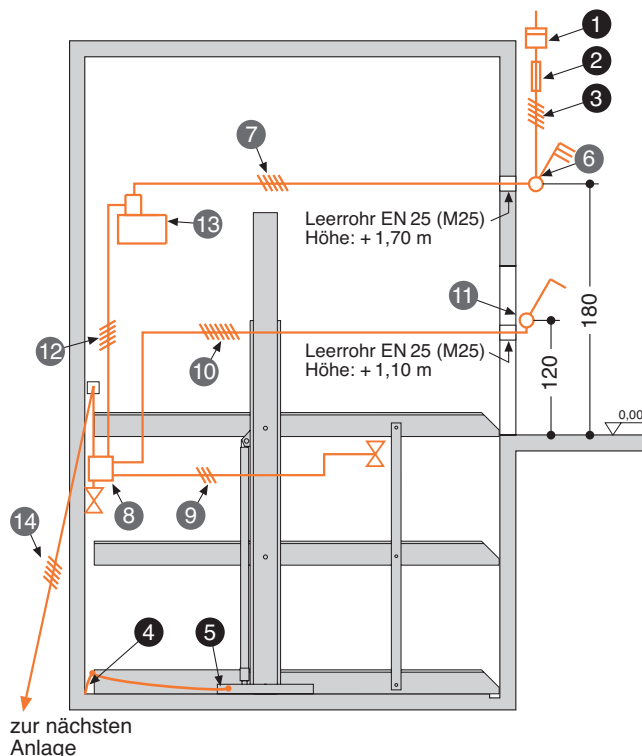 1
2
3
7
6
Leerrohr EN 25 (M25)
Höhe: + 1,70 m
13
11
180
12
10
Leerrohr EN 25 (M25)
Höhe: + 1,10 m
120
0,00
8
9
14
4
5
zur nächsten
Anlage